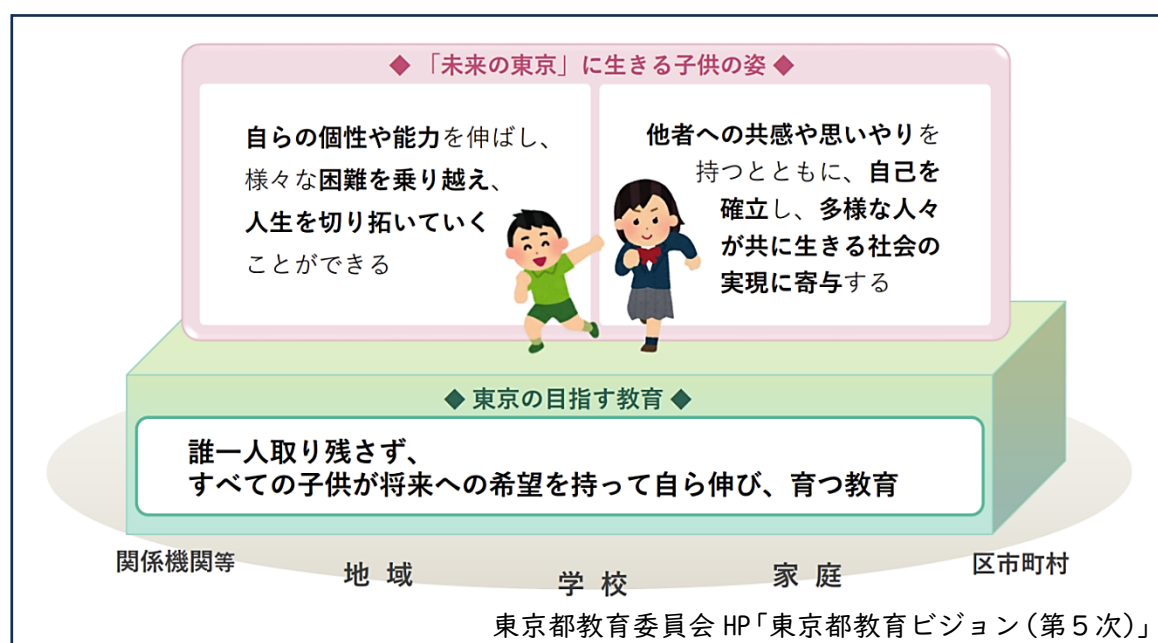 ◆ 「未来の東京」に生きる子供の姿 ◆
自らの個性や能力を伸ばし、
様々な困難を乗り越え、
人生を切り拓いていく
ことができる
他者への共感や思いやりを
持つとともに、自己を
確立し、多様な人々
が共に生きる社会の
実現に寄与する
◆ 東京の目指す教育 ◆
誰一人取り残さず、
すべての子供が将来への希望を持って自ら伸び、育つ教育
関係機関等
地域
学校
家庭
区市町村
東京都教育委員会 HP「東京都教育ビジョン(第5次)」